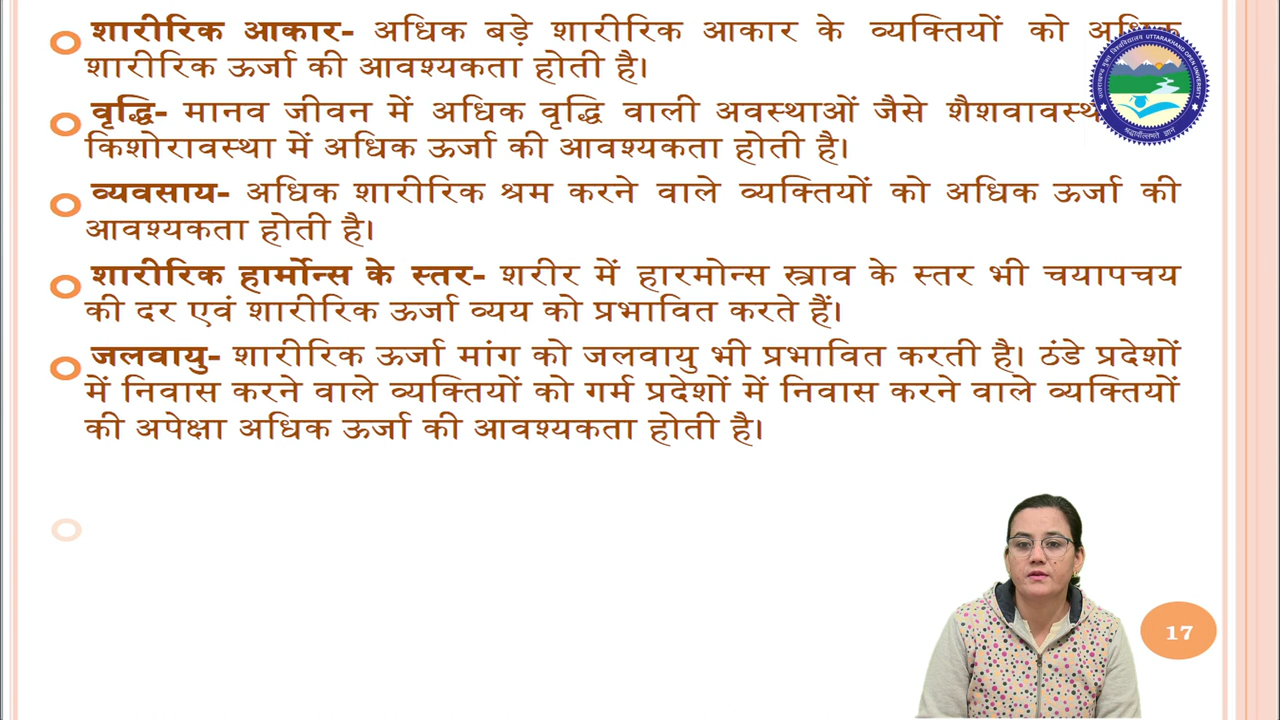 शारीरिक आकार- अधिक बड़े शारीरिक आकार के व्यक्तियों को अधिक
शारीरिक ऊर्जा की आवश्यकता होती है।
वृद्धि- मानव जीवन में अधिक वृद्धि वाली अवस्थाओं जैसे
किशोरावस्था में अधिक ऊर्जा की आवश्यकता होती है।
व्यवसाय- अधिक शारीरिक श्रम करने वाले व्यक्तियों को अधिक ऊर्जा की
आवश्यकता होती है।
शारीरिक हार्मोन्स के स्तर- शरीर में हारमोन्स स्त्राव के स्तर भी चयापचय
की दर एवं शारीरिक ऊर्जा व्यय को प्रभावित करते हैं।
जलवायु- शारीरिक ऊर्जा मांग को जलवायु भी प्रभावित करती है। ठंडे प्रदेशों
में निवास करने वाले व्यक्तियों को गर्म प्रदेशों में निवास करने वाले व्यक्तियों
की अपेक्षा अधिक ऊर्जा की आवश्यकता होती है।
UTTARAKHAND OPEN UNIVERSITY
17